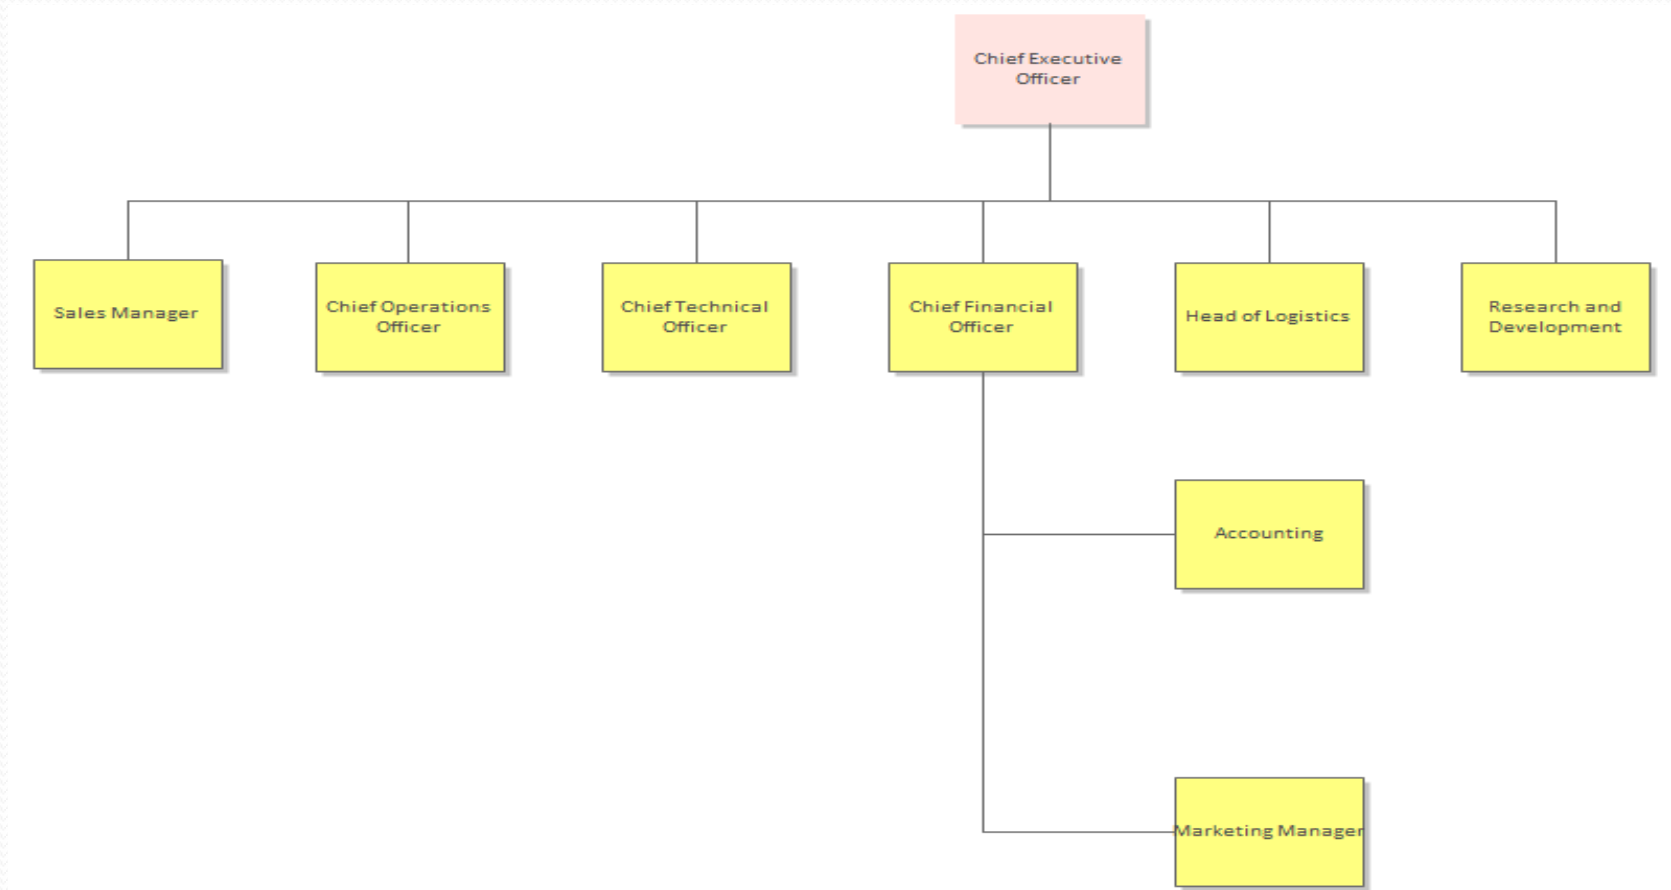 Chief Executive
Officer
Sales Manager
Chief Operations
Officer
Chief Technical
Officer
Chief Financial
Officer
Head of Logistics
Research and
Development
Accounting
Marketing Manager